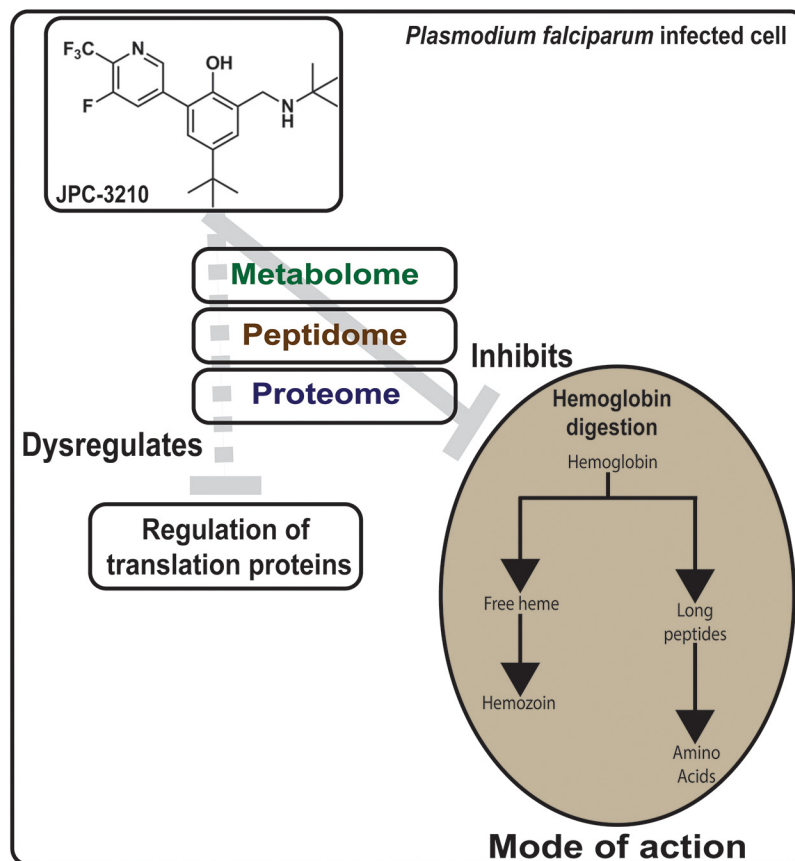 Plasmodium falciparum infected cell
F3C
N
F
OH
N
H
JPC-3210
Metabolome
Peptidome
Proteome
Inhibits
Dysregulates
Regulation of
translation proteins
Hemoglobin
digestion
Hemoglobin
Free heme
Long
peptides
Hemozoin
Amino
Acids
Mode of action